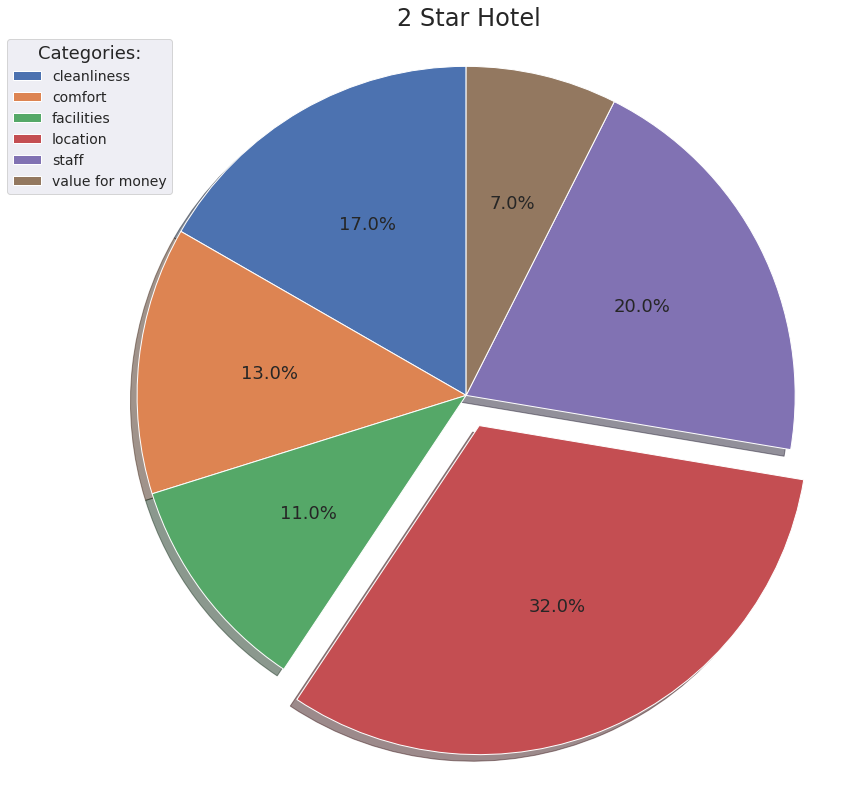 2 Star Hotel
Categories:
cleanliness
comfort
facilities
location
staff
value for money
7.0%
17.0%
20.0%
13.0%
11.0%
32.0%